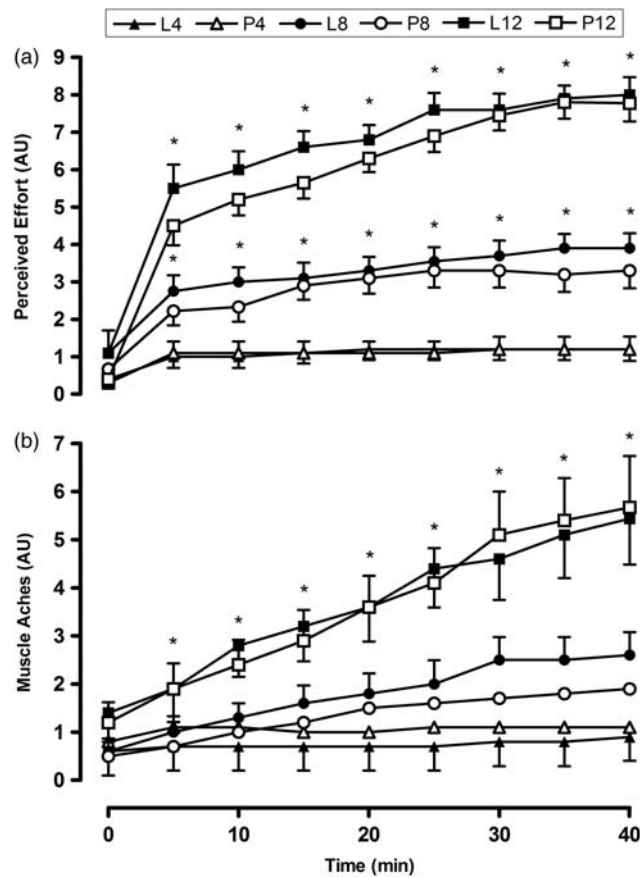 L4 P4 L8 P8 L12 P12
(a)
9
8
7
6
5
4
3
2
1
0
Perceived Effort (AU)
* * * * * * * *
* * * * * * * *
(b)
7
6
5
4
3
2
1
0
Muscle Aches (AU)
* * * * * * * *
0 10 20 30 40
Time (min)